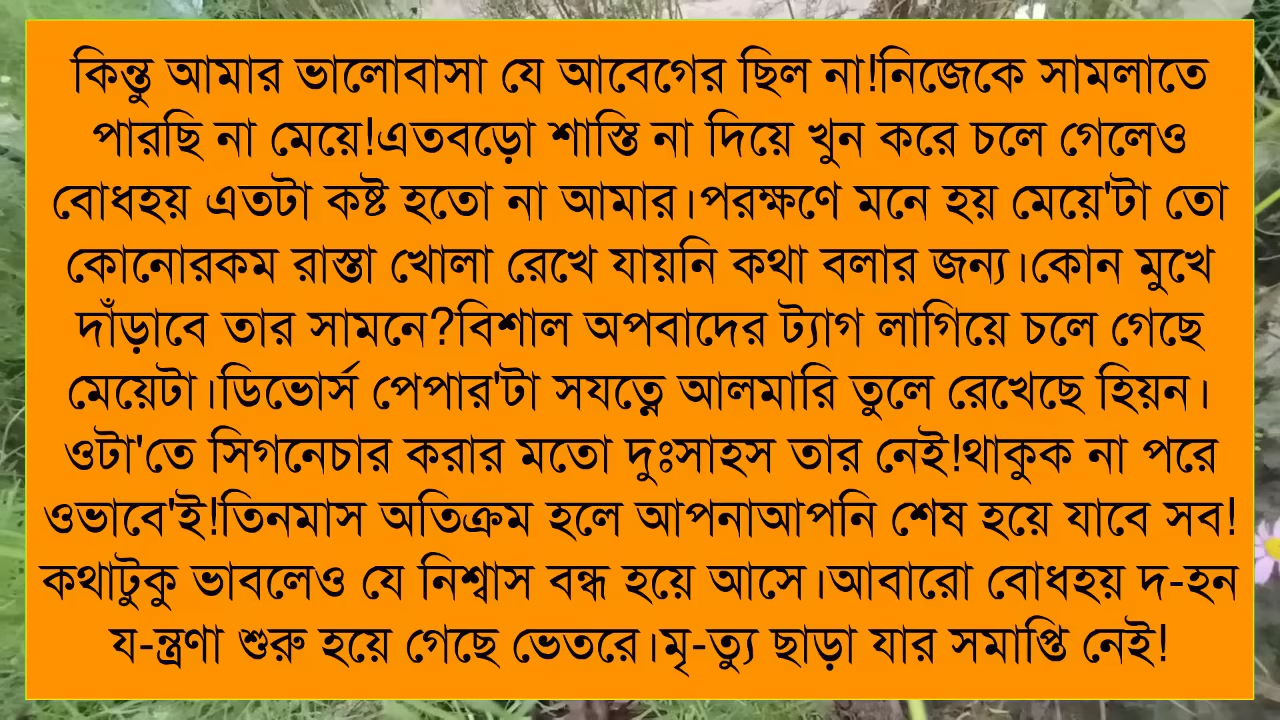 কিন্তু আমার ভালোবাসা যে আবেগের ছিল না!নিজেকে সামলাতে
পারছি না মেয়ে!এতবড়ো শাস্তি না দিয়ে খুন করে চলে গেলেও
বোধহয় এতটা কষ্ট হতো না আমার।পরক্ষণে মনে হয় মেয়ে'টা তো
কোনোরকম রাস্তা খোলা রেখে যায়নি কথা বলার জন্য।কোন মুখে
দাঁড়াবে তার সামনে?বিশাল অপবাদের ট্যাগ লাগিয়ে চলে গেছে
মেয়েটা।ডিভোর্স পেপার'টা সযত্নে আলমারি তুলে রেখেছে হিয়ন।
ওটা'তে সিগনেচার করার মতো দুঃসাহস তার নেই!থাকুক না পরে
ওভাবে'ই!তিনমাস অতিক্রম হলে আপনাআপনি শেষ হয়ে যাবে সব!
কথাটুকু ভাবলেও যে নিশ্বাস বন্ধ হয়ে আসে।আবারো বোধহয় দ-হন
য-ন্ত্রণা শুরু হয়ে গেছে ভেতরে।মৃ-ত্যু ছাড়া যার সমাপ্তি নেই!